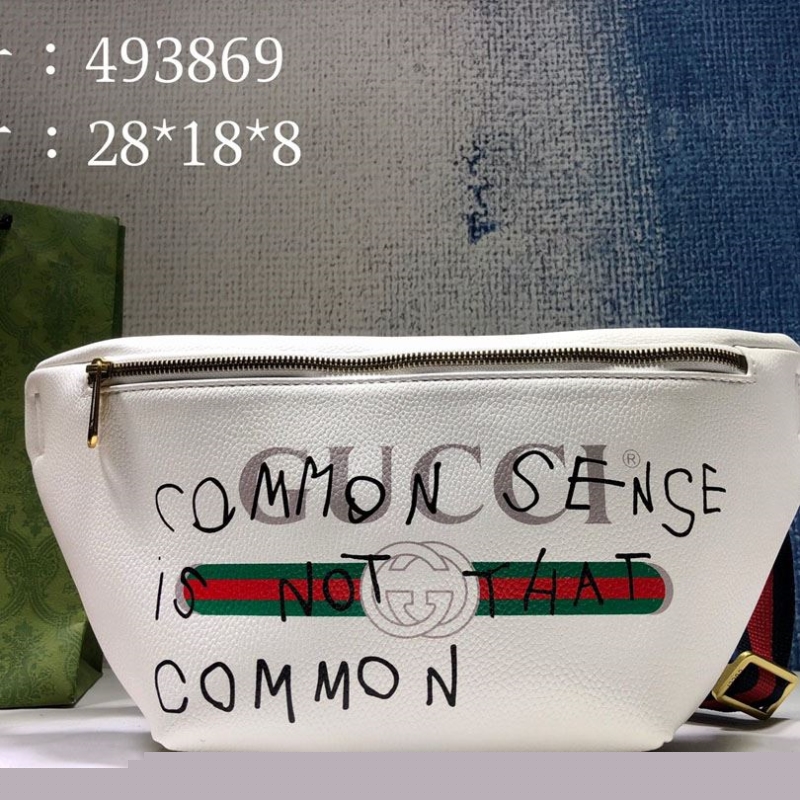 : 493869
: 28*18*8
GUCCI®
COMMON SENSE
iS NOT THAT
COMMON